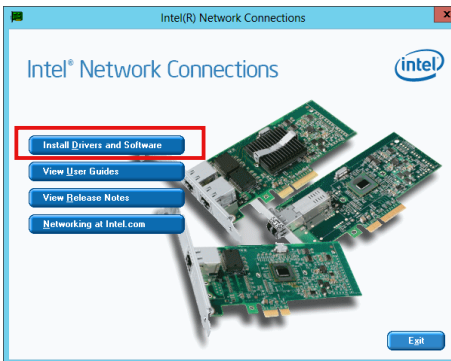 Intel(R) Network Connections
x
Intel® Network Connections
intel
Install Drivers and Software
View User Guides
View Release Notes
Networking at Intel.com
Exit